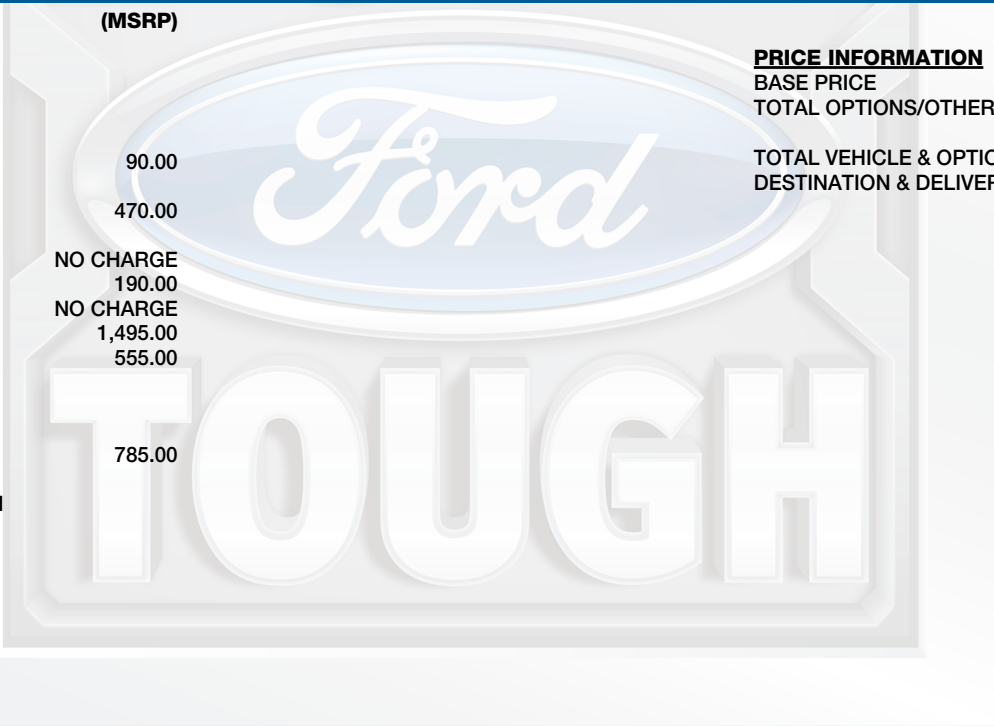 (MSRP)
90.00
470.00
NO CHARGE
190.00
NO CHARGE
1,495.00
555.00
785.00
PRICE INFORMATION
BASE PRICE
TOTAL OPTIONS/OTHER
TOTAL VEHICLE & OPTIO
DESTINATION & DELIVER
Ford
TOUGH